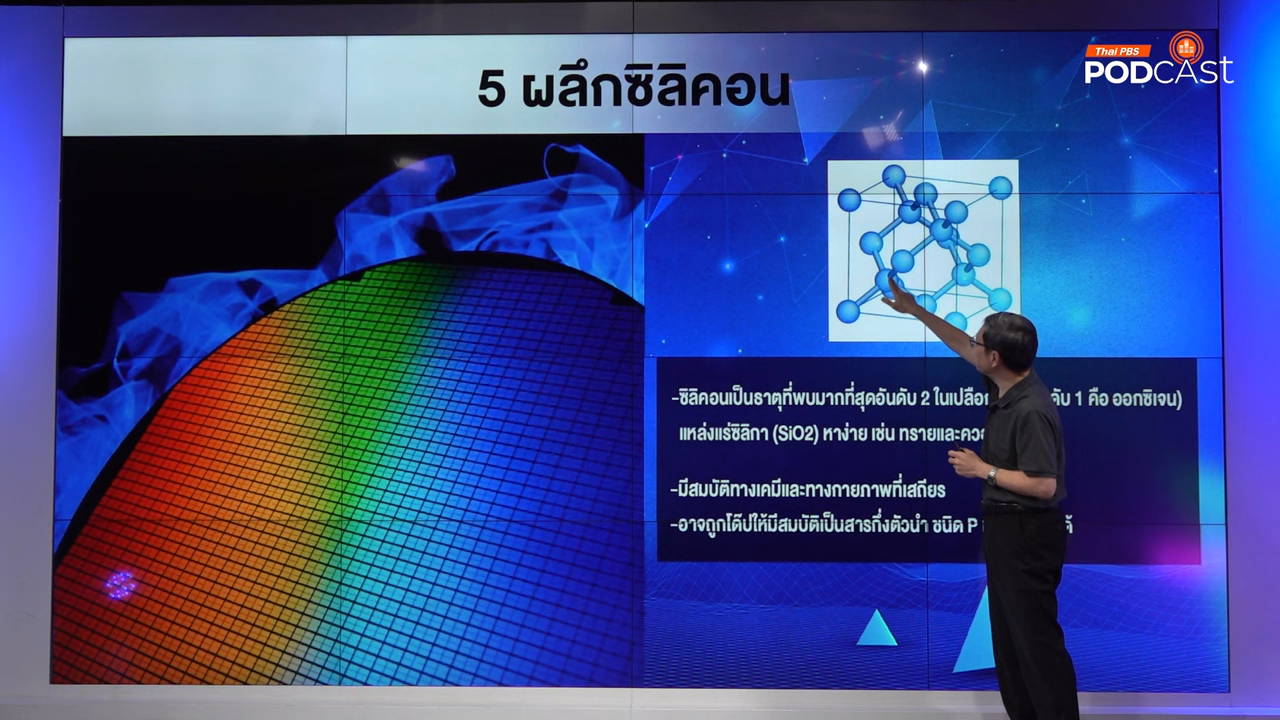 Thai PBS
PODCASt
5 ผลึกซิลิคอน
-ซิลิคอนเป็นธาตุที่พบมากที่สุดอันดับ 2 ในเปลือก 1 คือ ออกซิเจน)
แหล่งแร่ซิลิกา (SiO2) หาง่าย เช่น ทรายและ
-มีสมบัติทางเคมีและทางกายภาพที่เสถียร
-อาจถูกโด๊ปให้มีสมบัติเป็นสารกึ่งตัวนำ ชนิด P ได้